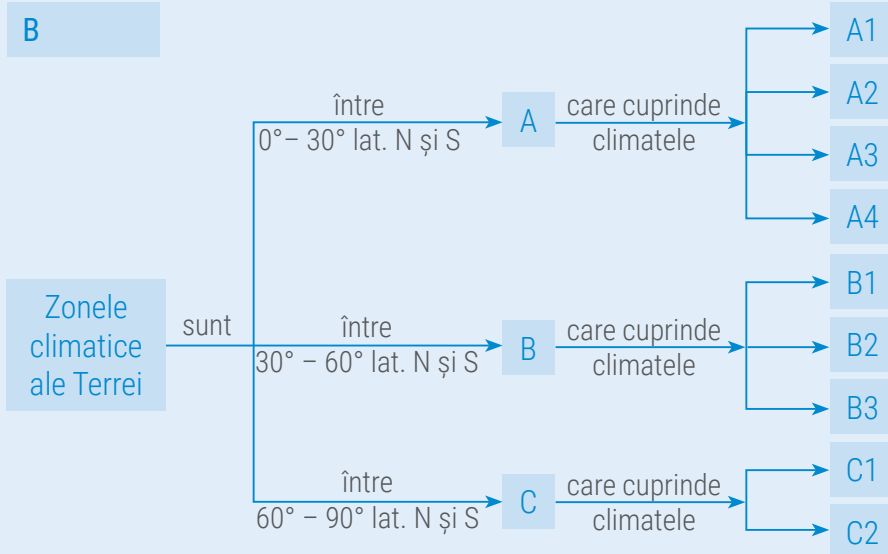 B
Zonele
climatice
ale Terrei
sunt
între
0°– 30° lat. N și S
A
care cuprinde
climatele
A1
A2
A3
A4
între
30° – 60° lat. N și S
B
care cuprinde
climatele
B1
B2
B3
între
60° – 90° lat. N și S
C
care cuprinde
climatele
C1
C2